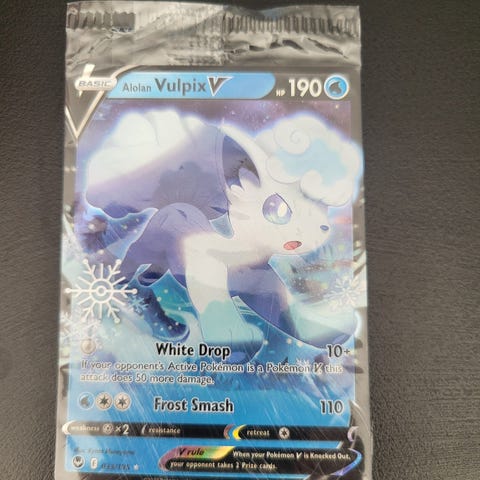 BASIC Alolan Vulpix V HP 190
White Drop 10+
If your opponent's Active Pokémon is a Pokémon V, this
attack does 50 more damage.
Frost Smash 110
weakness ×2 resistance retreat
V rule When your Pokémon V is Knocked Out,
your opponent takes 2 Prize cards.
033/195